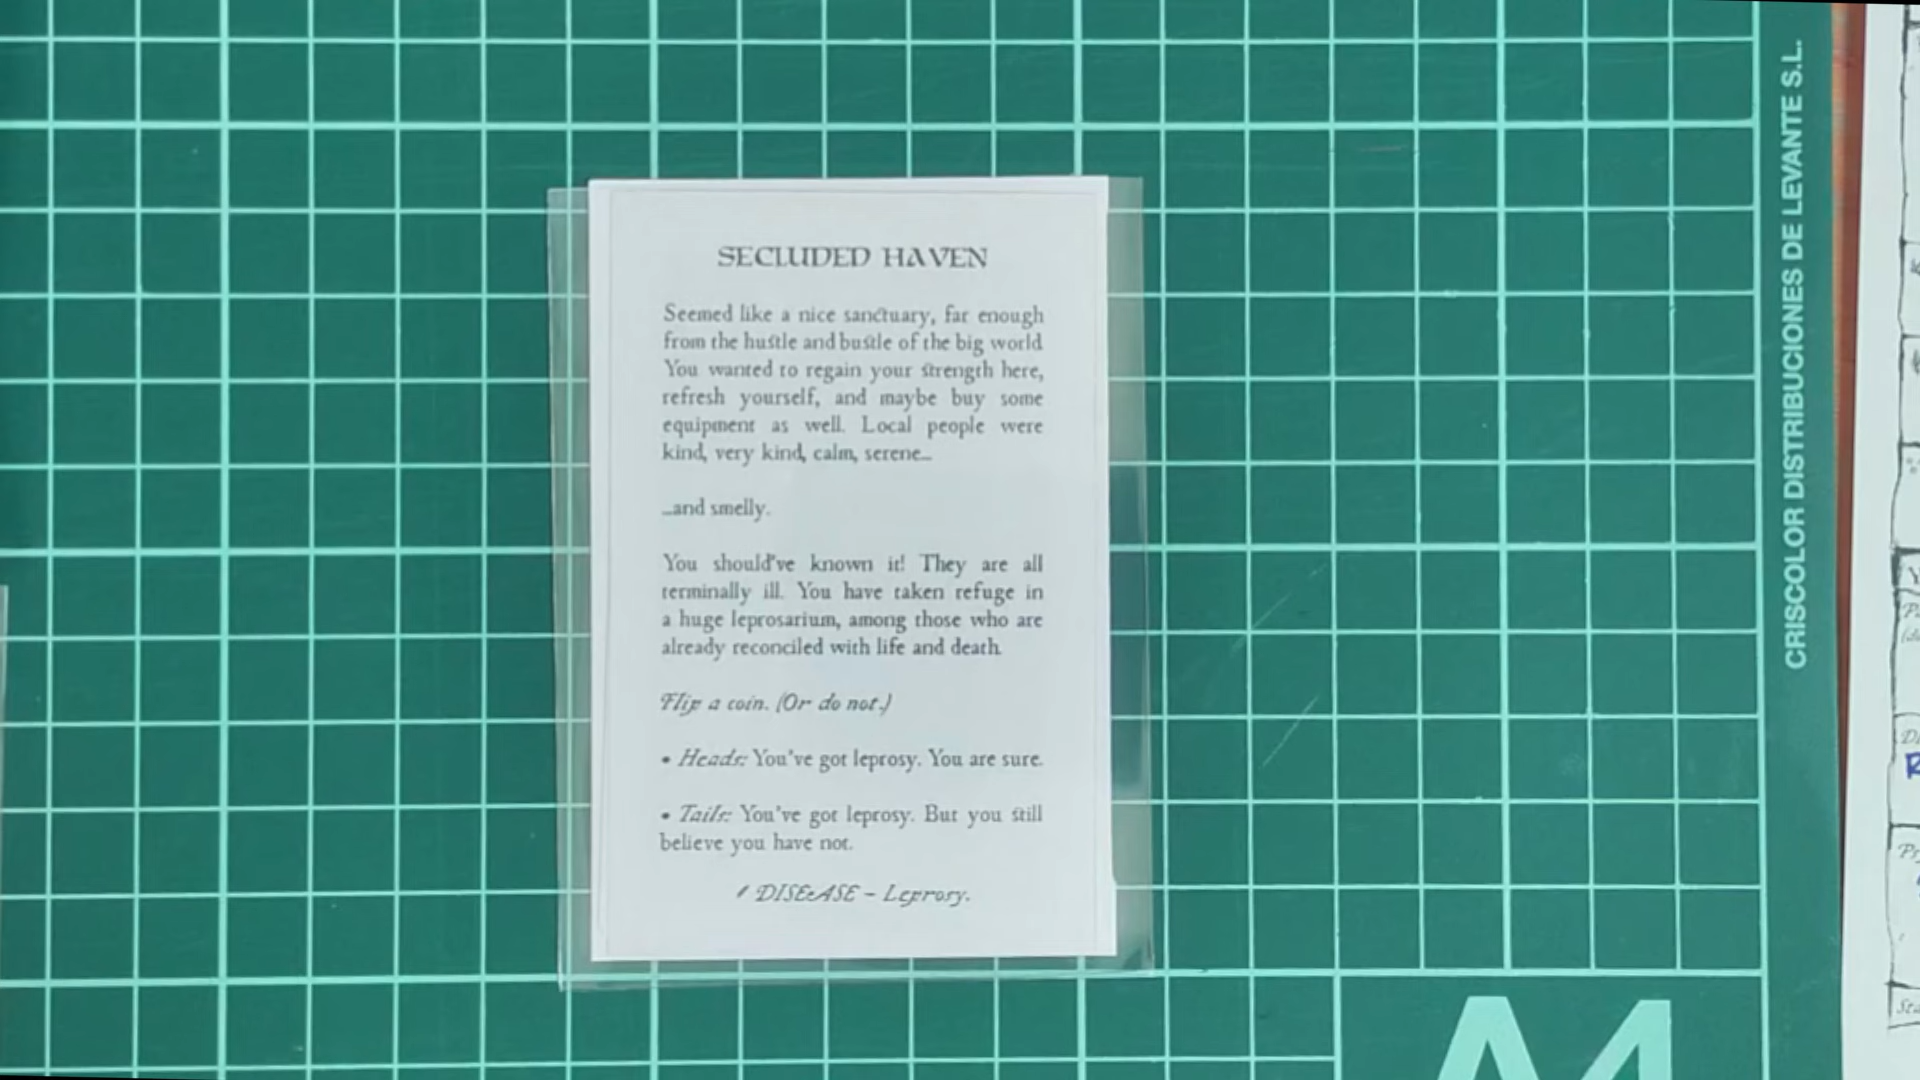 SECLUDED HAVEN
Seemed like a nice sanctuary, far enough
from the hustle and bustle of the big world
You wanted to regain your strength here,
refresh yourself, and maybe buy some
equipment as well. Local people were
kind, very kind, calm, serene...
...and smelly.
You should've known it! They are all
terminally ill. You have taken refuge in
a huge leprosarium, among those who are
already reconciled with life and death.
Flip a coin. (Or do not.)
• Heads: You've got leprosy. You are sure.
• Tails: You've got leprosy. But you still
believe you have not.
1 DISEASE - Leprosy.
CRISCOLOR DISTRIBUCIONES DE LEVANTE S.L.
A4